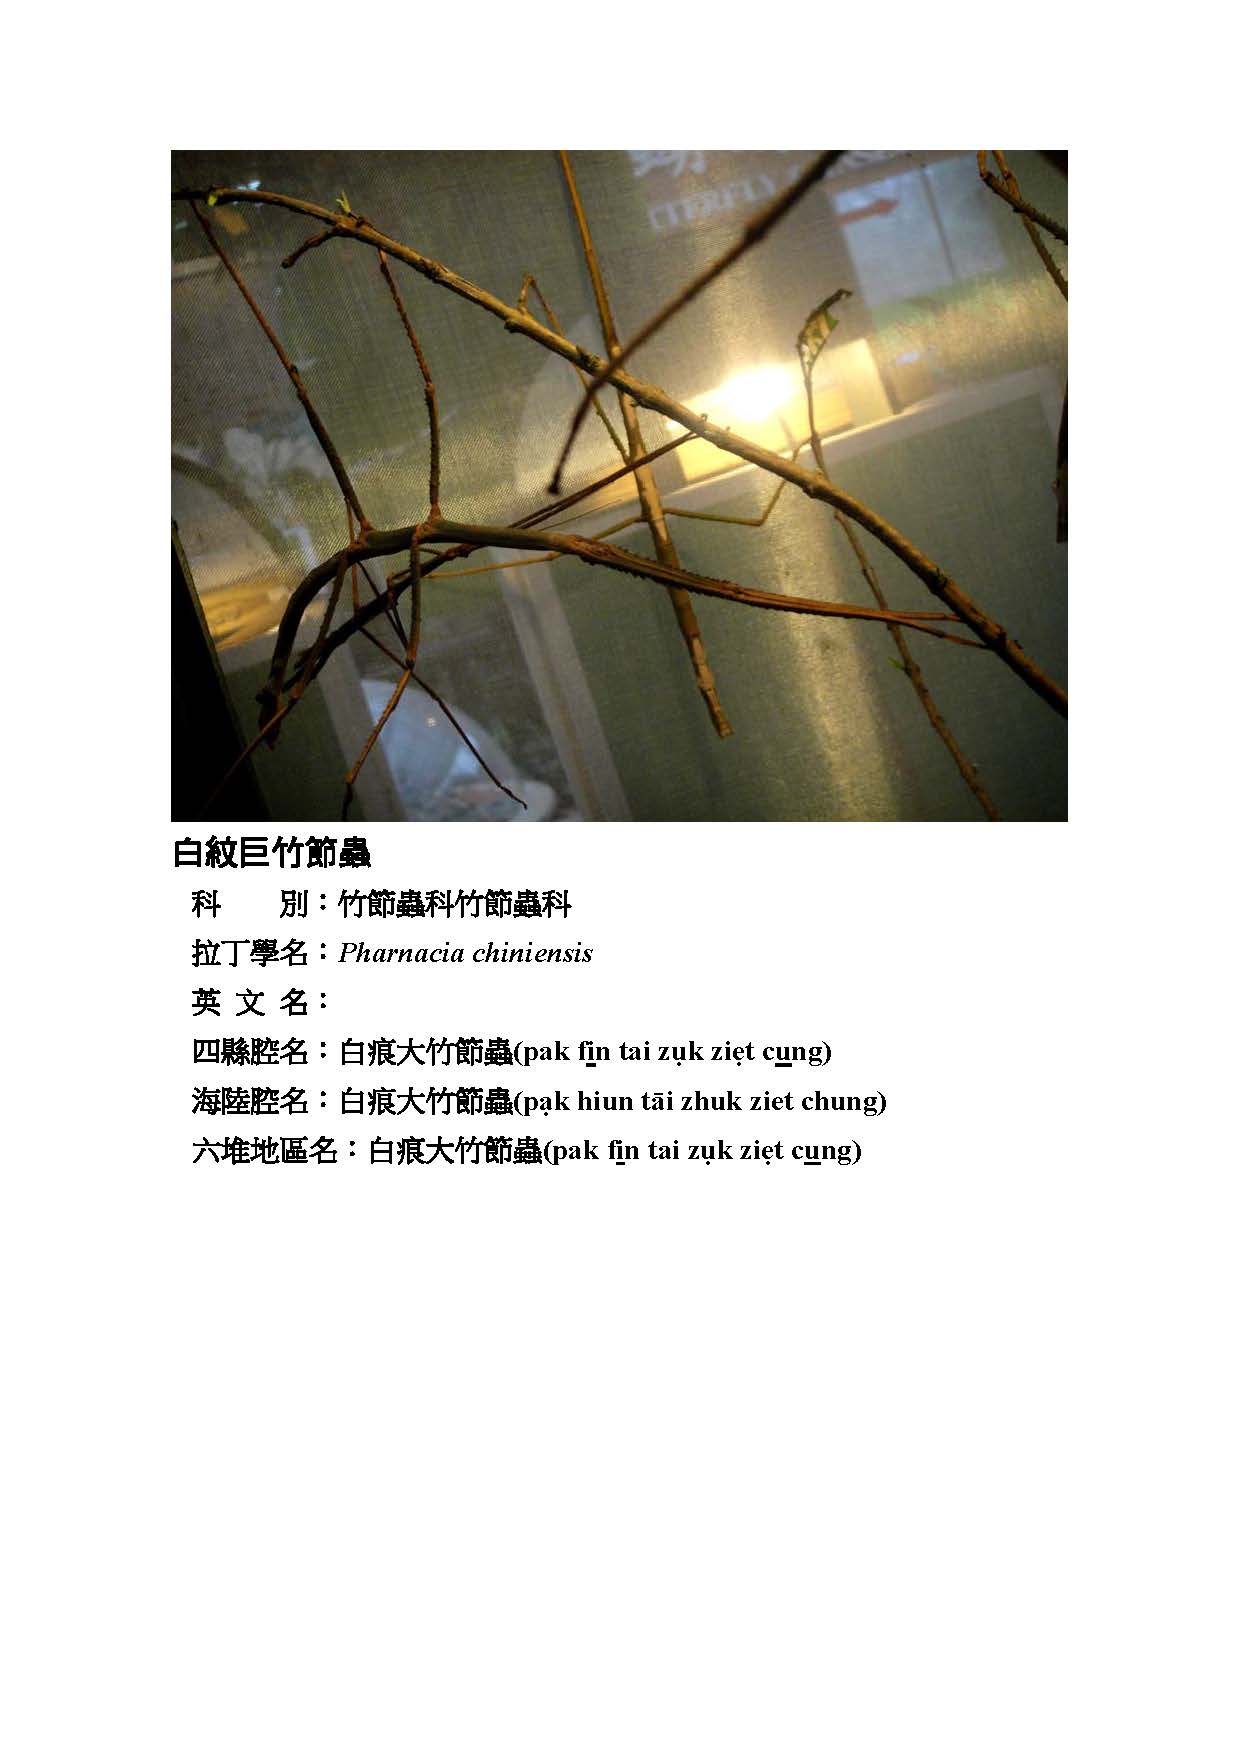 白紋巨竹節蟲
科　　別：竹節蟲科竹節蟲科
拉丁學名：Pharnacia chiniensis
英 文 名：
四縣腔名：白痕大竹節蟲(pak fi̲n tai zụk ziẹt cu̲ng)
海陸腔名：白痕大竹節蟲(pạk hiun tāi zhuk ziet chung)
六堆地區名：白痕大竹節蟲(pak fi̲n tai zụk ziẹt cu̲ng)